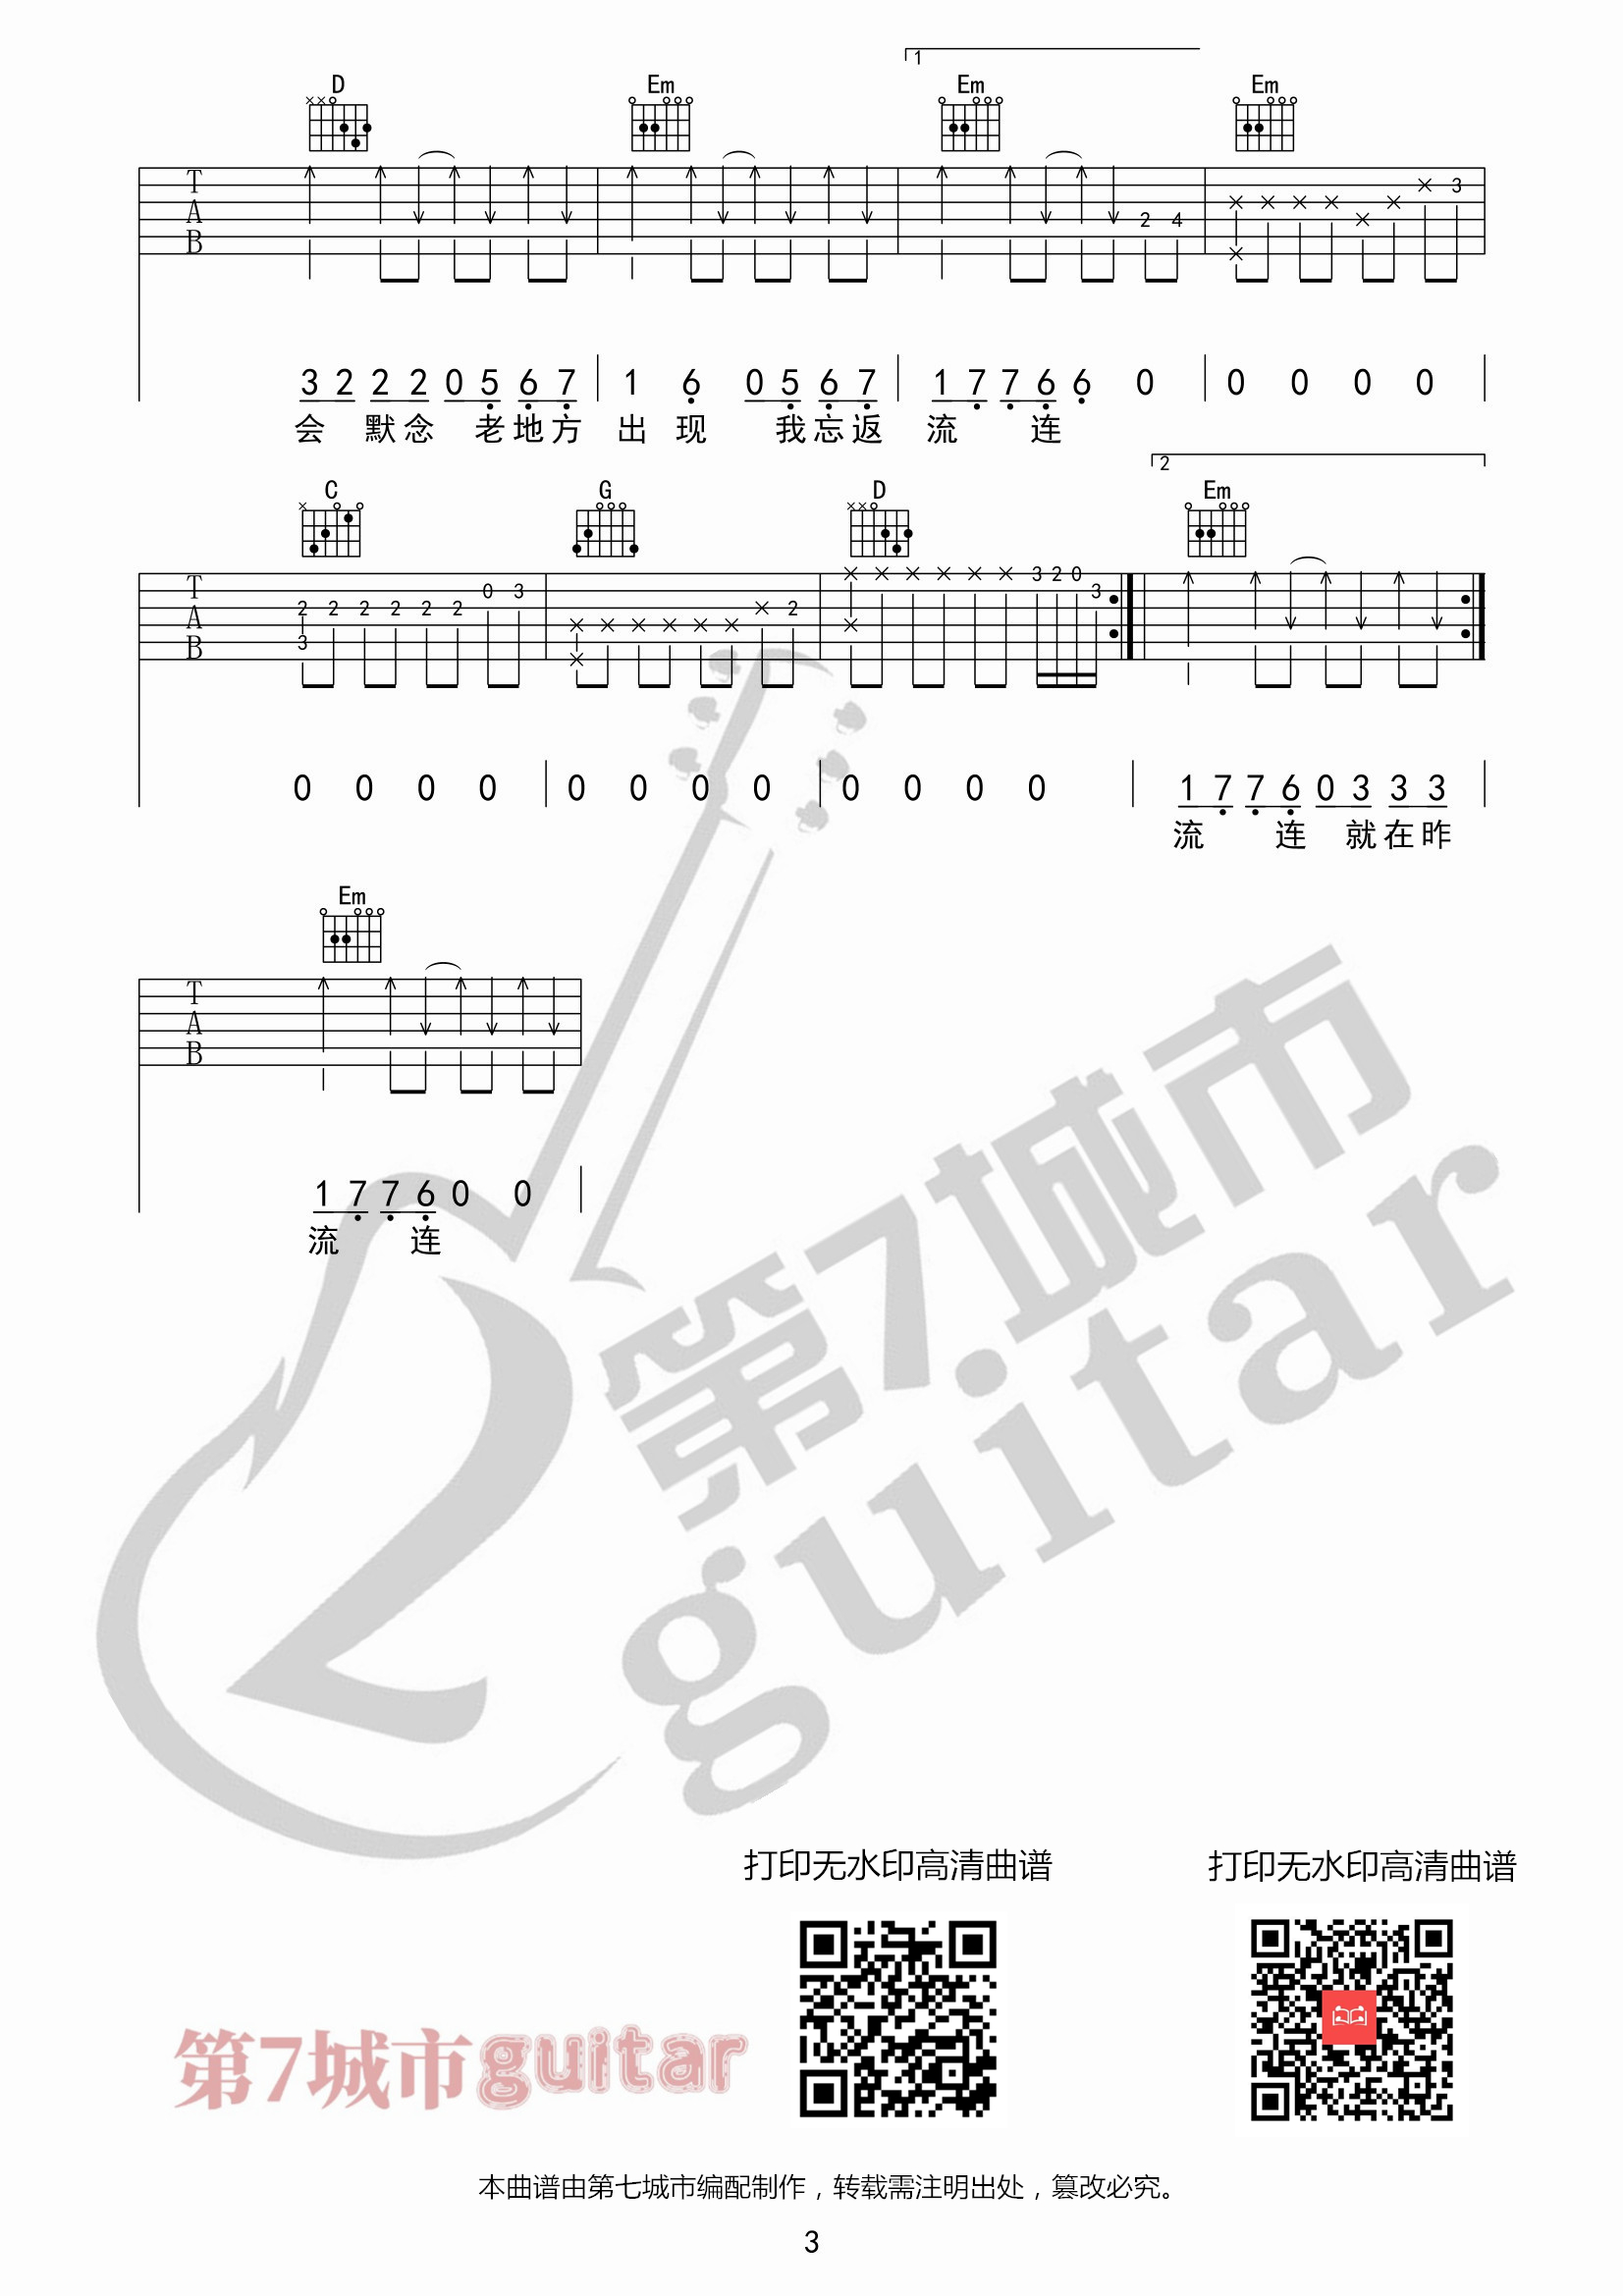 1
D Em Em Em
T A B
2 4 3
3 2 2 2 0 5 6 7 1 6 0 5 6 7 1 7 7 6 6 0 0 0 0 0
会 默 念 老 地 方 出 现 我 忘 返 流 连
2
C G D Em
T A B
2 3 2 2 2 2 2 0 3 2 3 2 0 3
0 0 0 0 0 0 0 0 0 0 0 0 1 7 7 6 0 3 3 3
流 连 就 在 昨
Em
T A B
1 7 7 6 0 0
流 连
第7城市
guitar
打印无水印高清曲谱 打印无水印高清曲谱
第7城市guitar
本曲谱由第七城市编配制作，转载需注明出处，篡改必究。
3